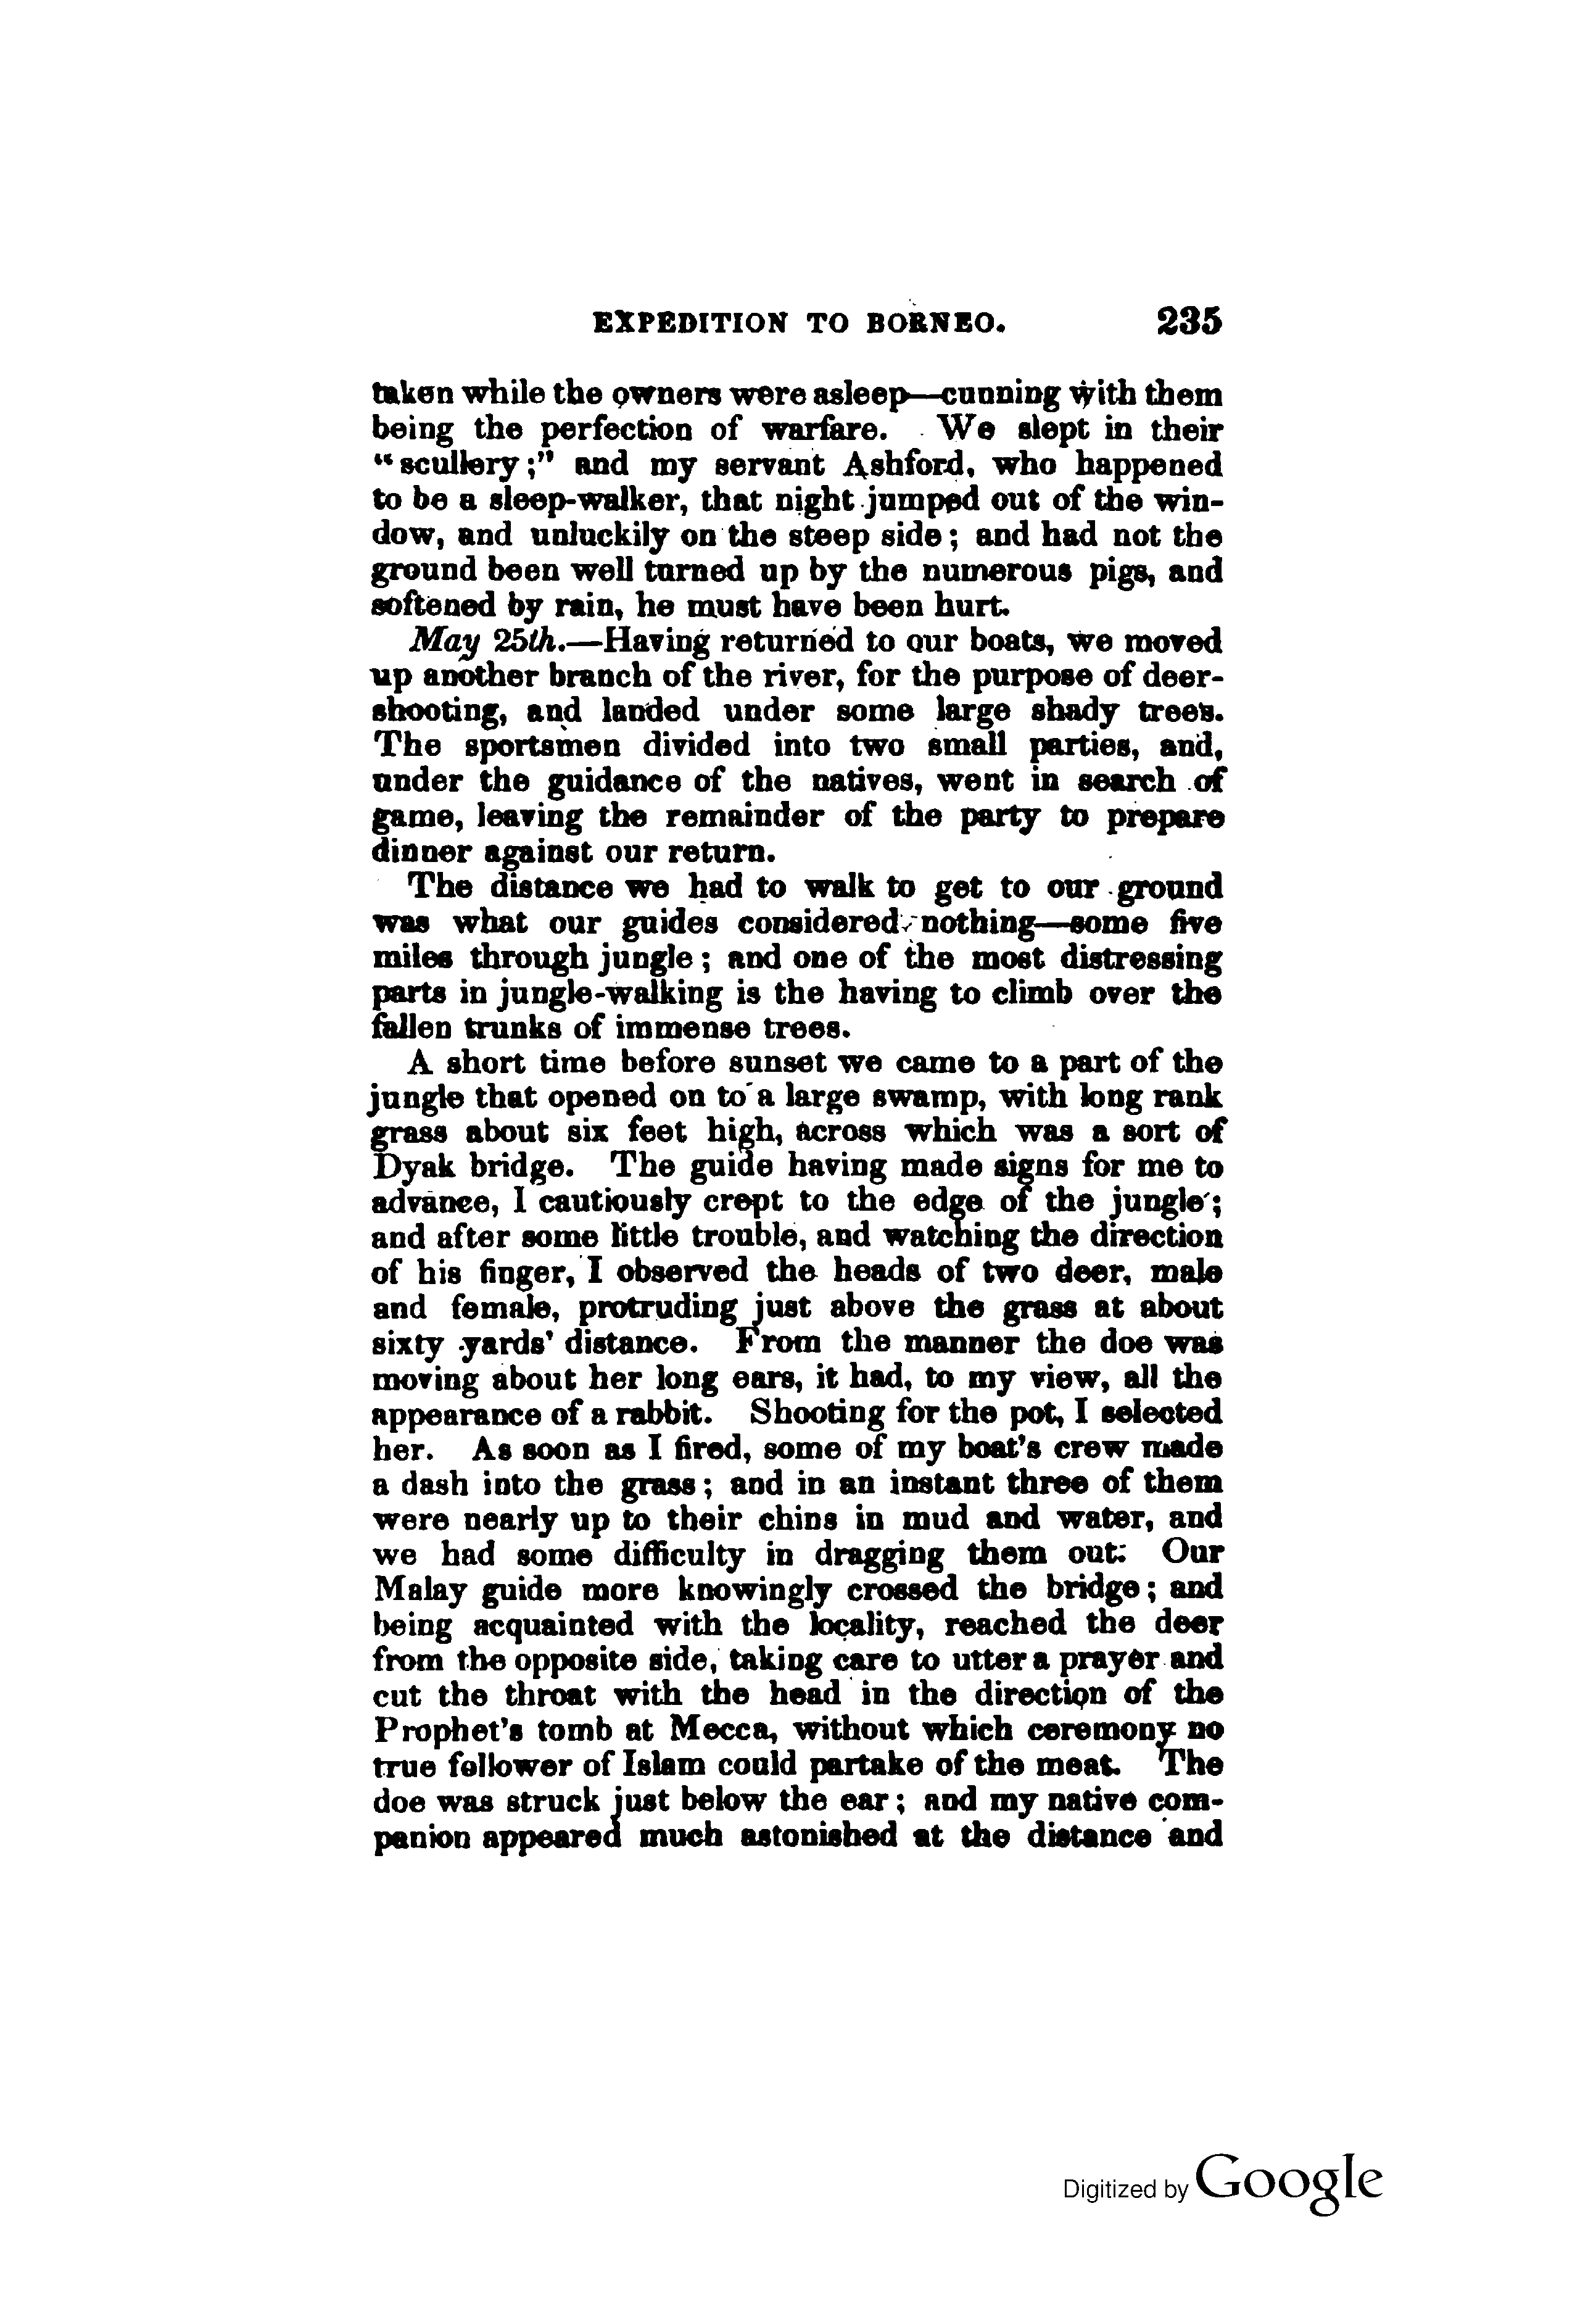 EXPEDITION TO BORNEO. 235
taken while the owners were asleep—cunning with them
being the perfection of warfare. We slept in their
"scullery;" and my servant Ashford, who happened
to be a sleep-walker, that night jumped out of the win-
dow, and unluckily on the steep side; and had not the
ground been well turned up by the numerous pigs, and
softened by rain, he must have been hurt.
May 25th.—Having returned to our boats, we moved
up another branch of the river, for the purpose of deer-
shooting, and landed under some large shady trees.
The sportsmen divided into two small parties, and,
under the guidance of the natives, went in search of
game, leaving the remainder of the party to prepare
dinner against our return.
The distance we had to walk to get to our ground
was what our guides considered nothing—some five
miles through jungle; and one of the most distressing
parts in jungle-walking is the having to climb over the
fallen trunks of immense trees.
A short time before sunset we came to a part of the
jungle that opened on to a large swamp, with long rank
grass about six feet high, across which was a sort of
Dyak bridge. The guide having made signs for me to
advance, I cautiously crept to the edge of the jungle;
and after some little trouble, and watching the direction
of his finger, I observed the heads of two deer, male
and female, protruding just above the grass at about
sixty yards' distance. From the manner the doe was
moving about her long ears, it had, to my view, all the
appearance of a rabbit. Shooting for the pot, I selected
her. As soon as I fired, some of my boat's crew made
a dash into the grass; and in an instant three of them
were nearly up to their chins in mud and water, and
we had some difficulty in dragging them out. Our
Malay guide more knowingly crossed the bridge; and
being acquainted with the locality, reached the deer
from the opposite side, taking care to utter a prayer and
cut the throat with the head in the direction of the
Prophet's tomb at Mecca, without which ceremony no
true follower of Islam could partake of the meat. The
doe was struck just below the ear; and my native com-
panion appeared much astonished at the distance and
Digitized by Google